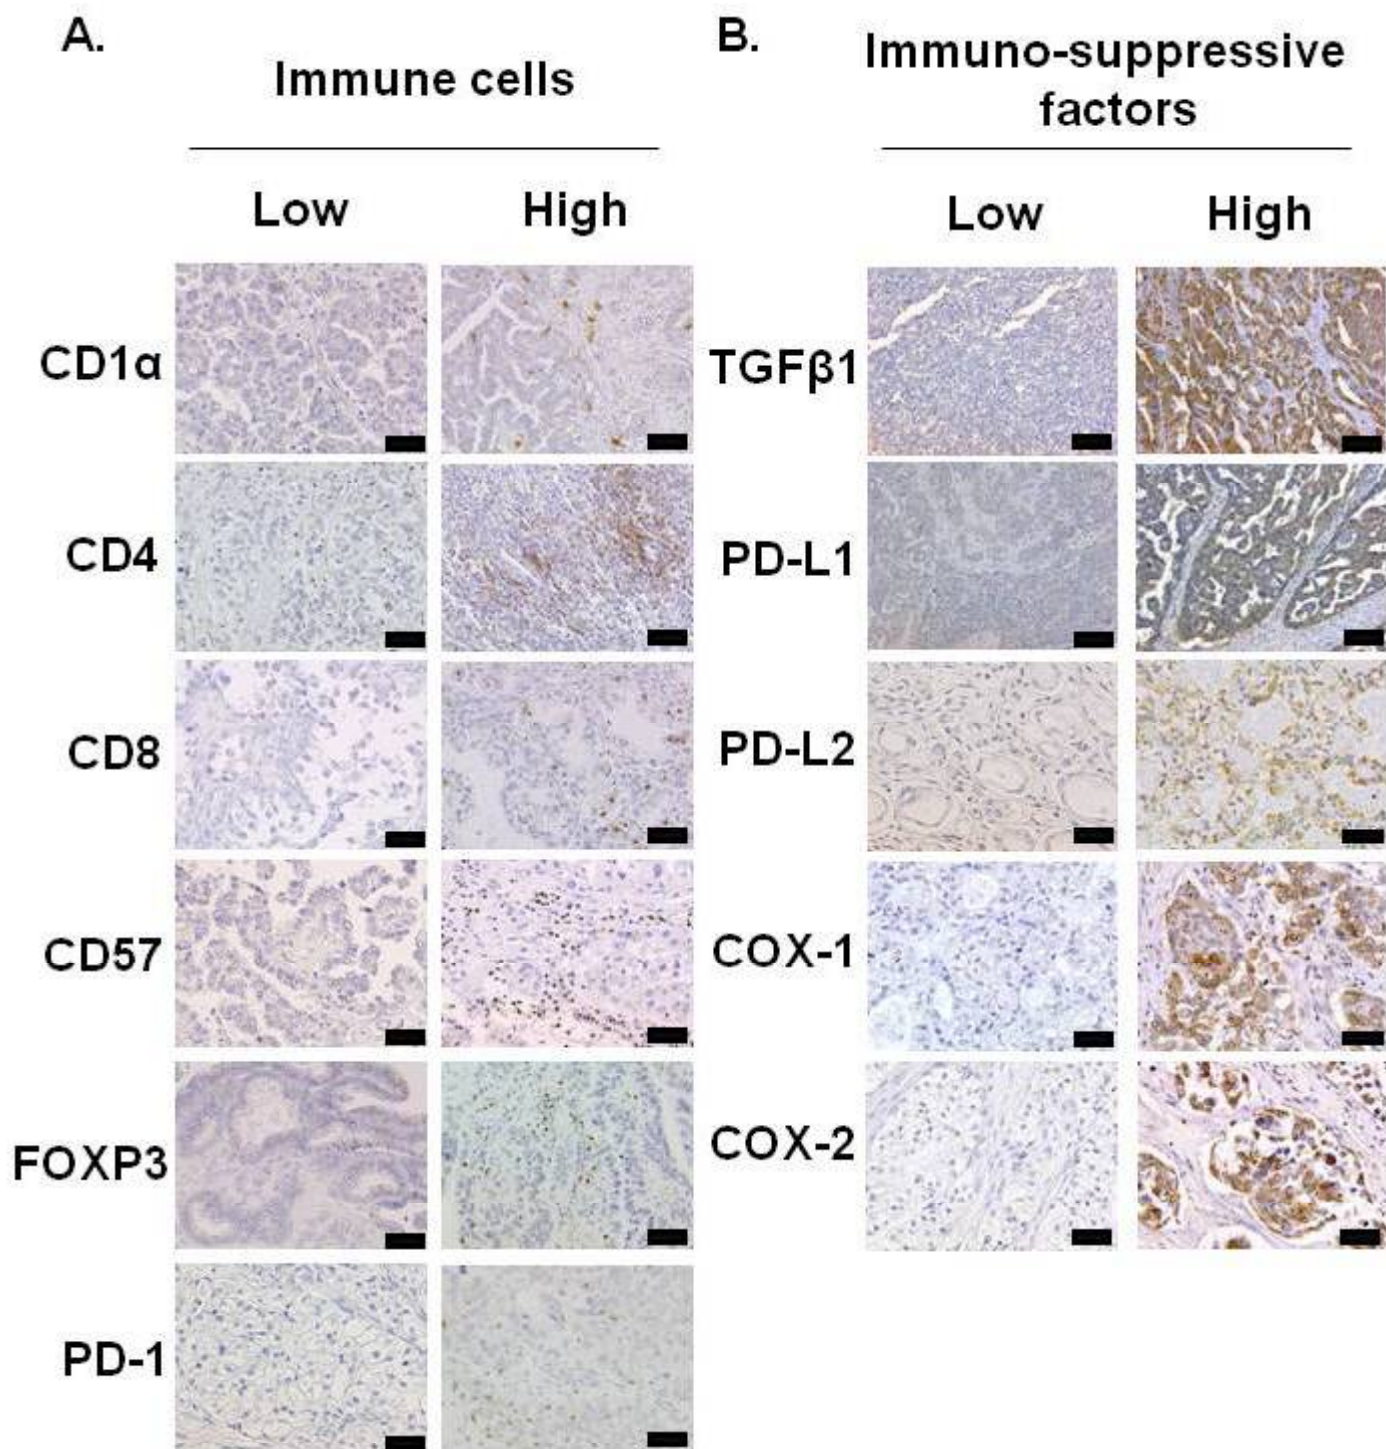 A.
Immune cells
Low High
CD1α
CD4
CD8
CD57
FOXP3
PD-1
B.
Immuno-suppressive
factors
Low High
TGFβ1
PD-L1
PD-L2
COX-1
COX-2